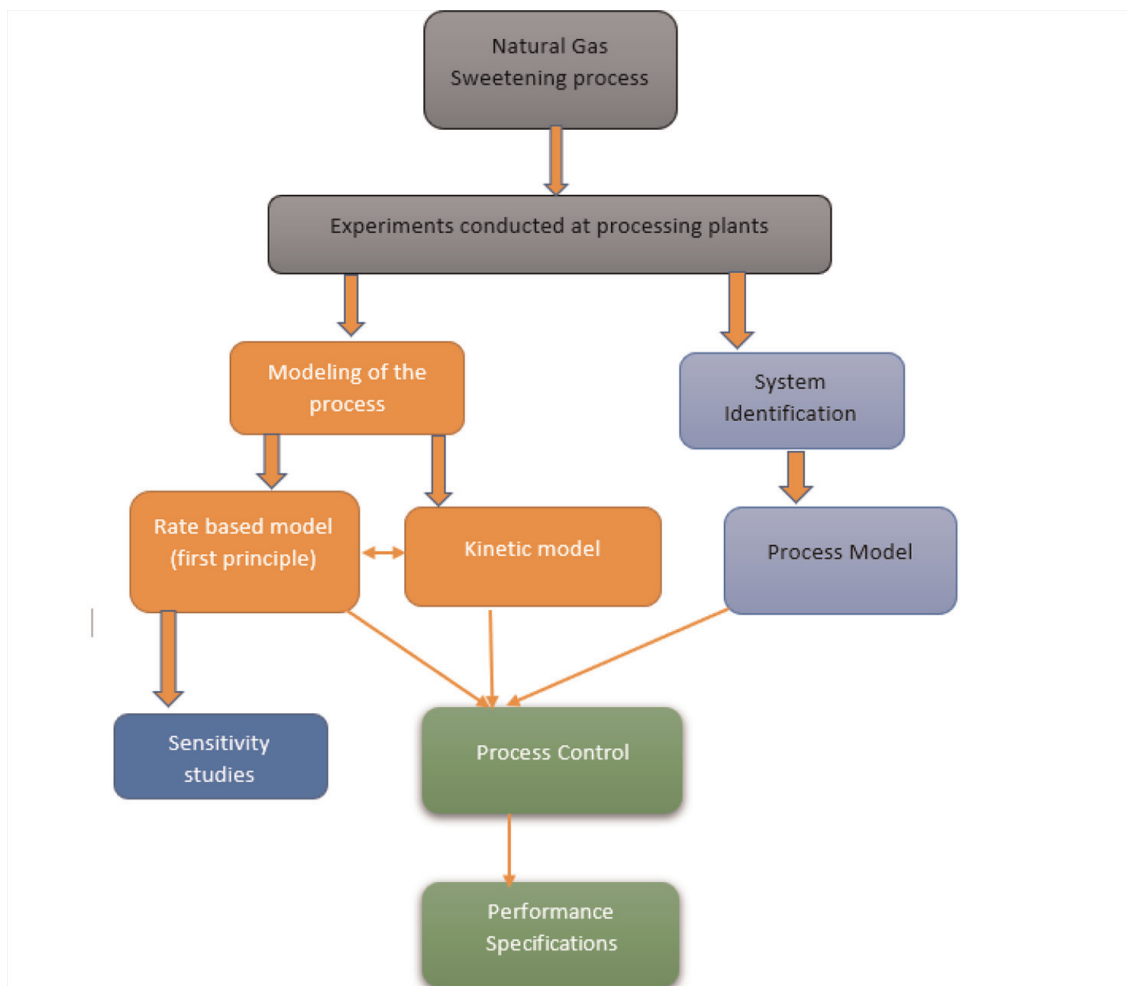 Natural Gas
Sweetening process
Experiments conducted at processing plants
Modeling of the
process
System
Identification
Rate based model
(first principle)
Kinetic model
Process Model
Sensitivity
studies
Process Control
Performance
Specifications